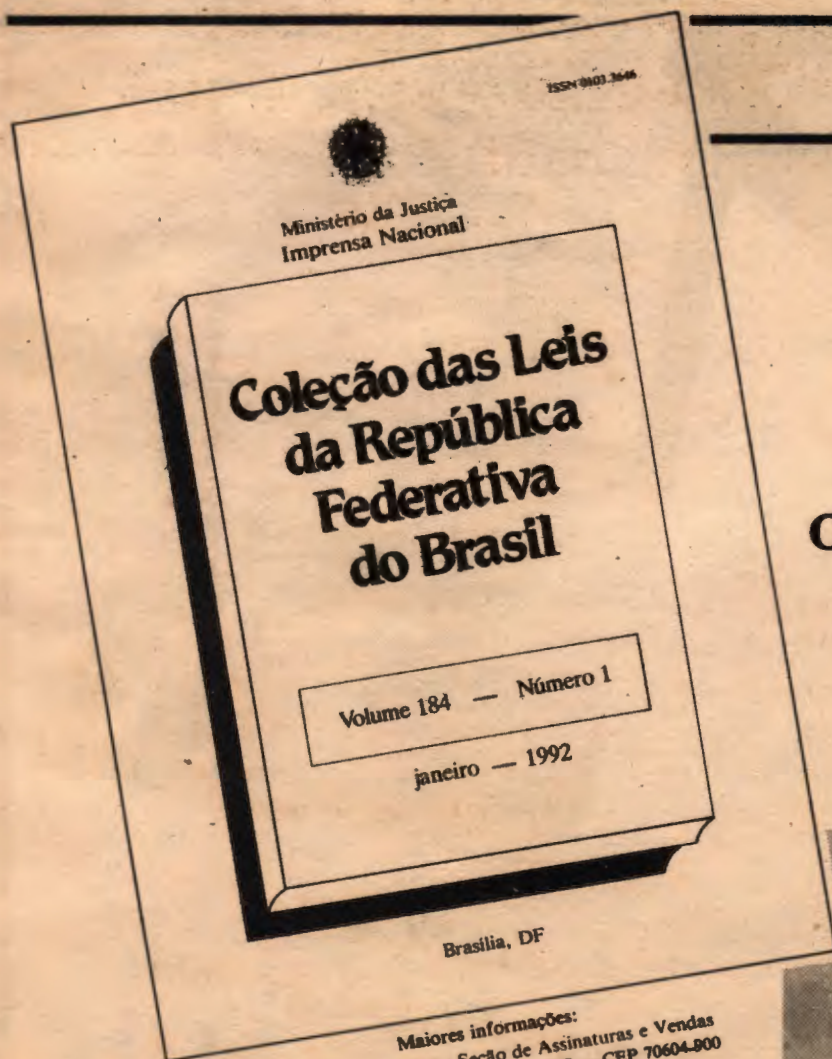 ISSN 0103-3646
Ministério da Justiça
Imprensa Nacional
Coleção das Leis
da República
Federativa
do Brasil
Volume 184 — Número 1
janeiro — 1992
Brasília, DF
C
Maiores informações:
Seção de Assinaturas e Vendas
CEP 70604-900